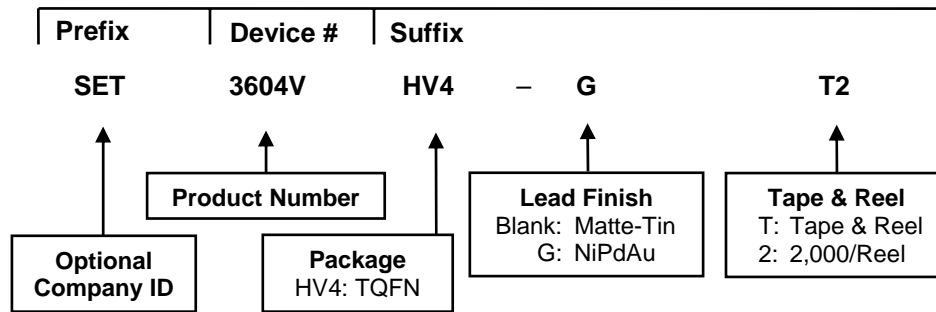 Prefix Device # Suffix
SET 3604V HV4 – G T2
Product Number
Lead Finish
Blank: Matte-Tin
G: NiPdAu
Tape & Reel
T: Tape & Reel
2: 2,000/Reel
Optional
Company ID
Package
HV4: TQFN